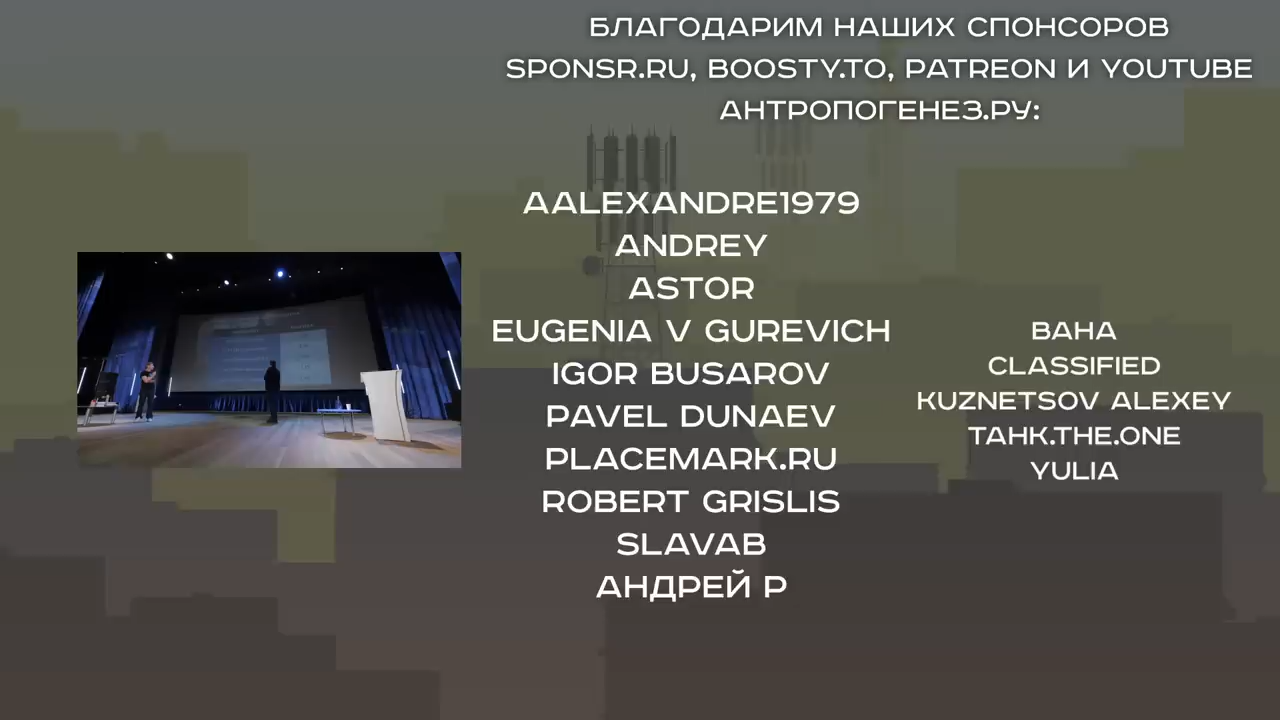 БЛАГОДАРИМ НАШИХ СПОНСОРОВ
SPONSR.RU, BOOSTY.TO, PATREON И YOUTUBE
АНТРОПОГЕНЕЗ.РУ:
AALEXANDRE1979
ANDREY
ASTOR
EUGENIA V GUREVICH
IGOR BUSAROV
PAVEL DUNAEV
PLACEMARK.RU
ROBERT GRISLIS
SLAVAB
АНДРЕЙ Р
BAHA
CLASSIFIED
KUZNETSOV ALEXEY
TAHK.THE.ONE
YULIA